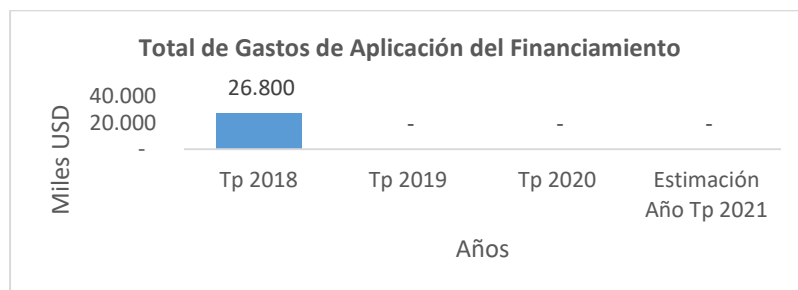 Total de Gastos de Aplicación del Financiamiento
Miles USD
40.000
20.000
-
26.800
-
-
-
Tp 2018
Tp 2019
Tp 2020
Estimación
Año Tp 2021
Años